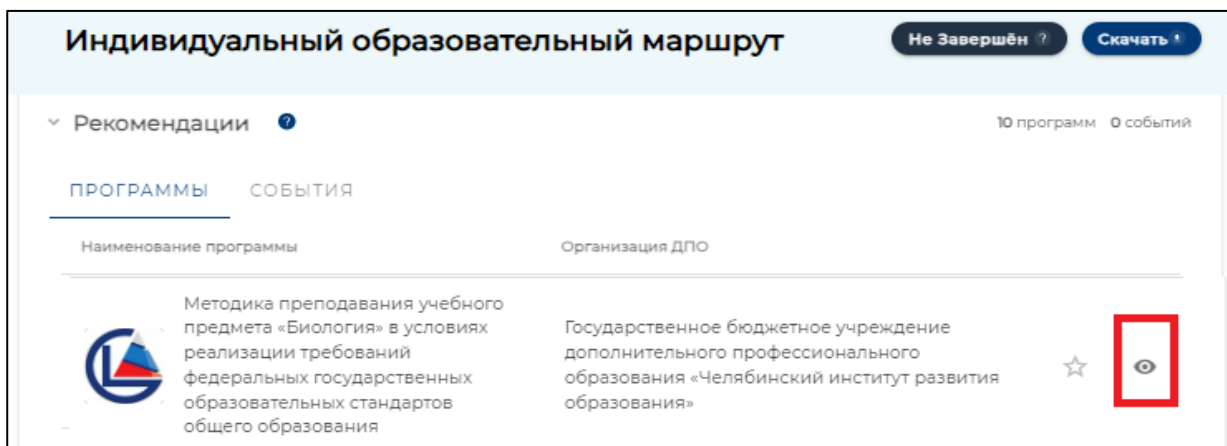 Индивидуальный образовательный маршрут
Не Завершён ?
Скачать
Рекомендации ?
10 программ 0 событий
ПРОГРАММЫ СОБЫТИЯ
Наименование программы Организация ДПО
Методика преподавания учебного
предмета «Биология» в условиях
реализации требований
федеральных государственных
образовательных стандартов
общего образования
Государственное бюджетное учреждение
дополнительного профессионального
образования «Челябинский институт развития
образования»